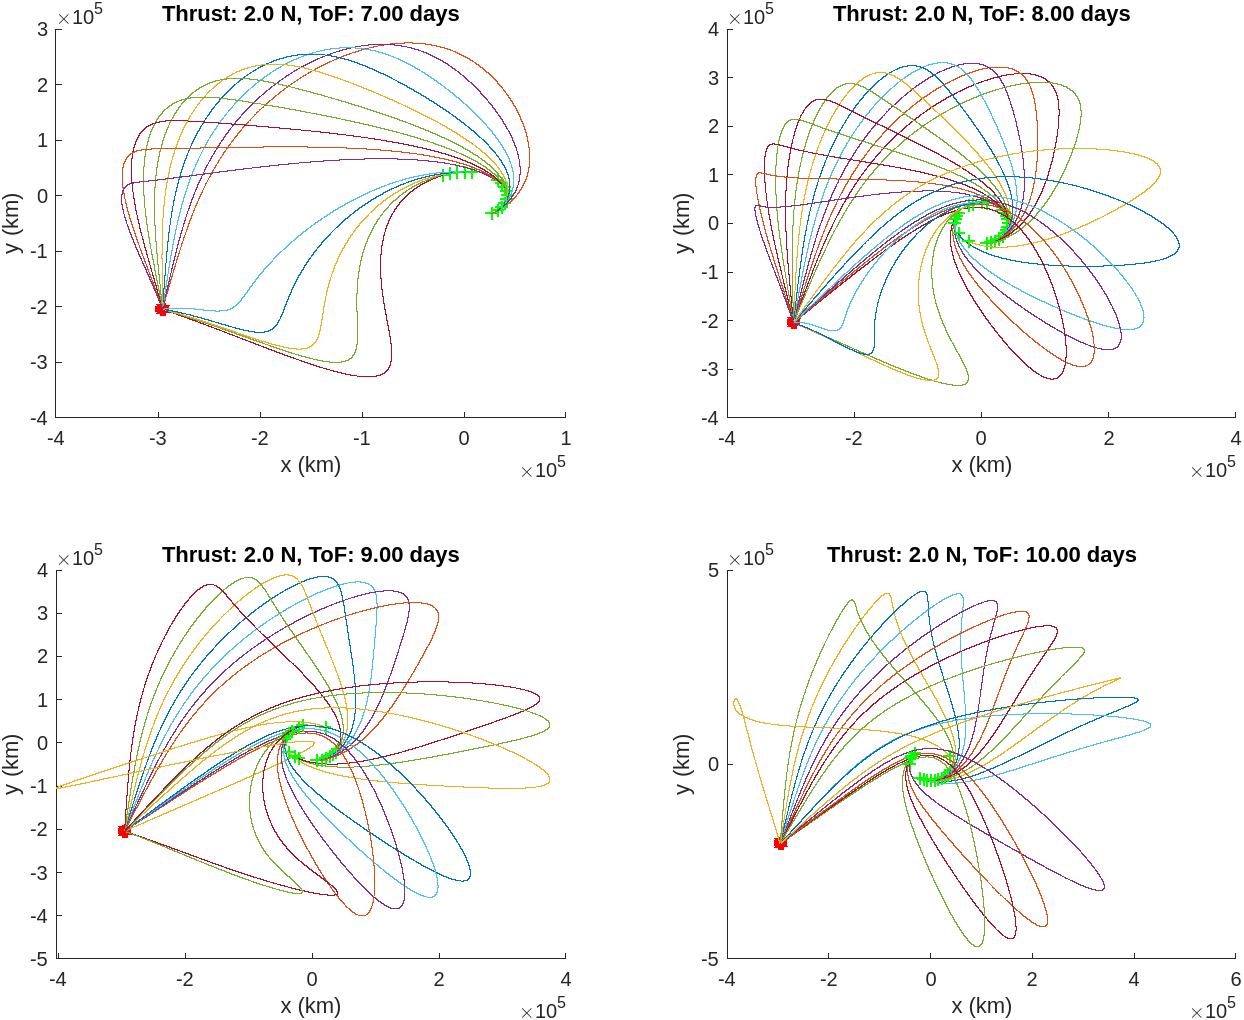 Thrust: 2.0 N, ToF: 7.00 days
×10^5
3
2
1
0
-1
-2
-3
-4
y (km)
-4 -3 -2 -1 0 1
x (km)
×10^5
Thrust: 2.0 N, ToF: 8.00 days
×10^5
4
3
2
1
0
-1
-2
-3
-4
y (km)
-4 -2 0 2 4
x (km)
×10^5
Thrust: 2.0 N, ToF: 9.00 days
×10^5
4
3
2
1
0
-1
-2
-3
-4
-5
y (km)
-4 -2 0 2 4
x (km)
×10^5
Thrust: 2.0 N, ToF: 10.00 days
×10^5
5
0
-5
y (km)
-4 -2 0 2 4 6
x (km)
×10^5